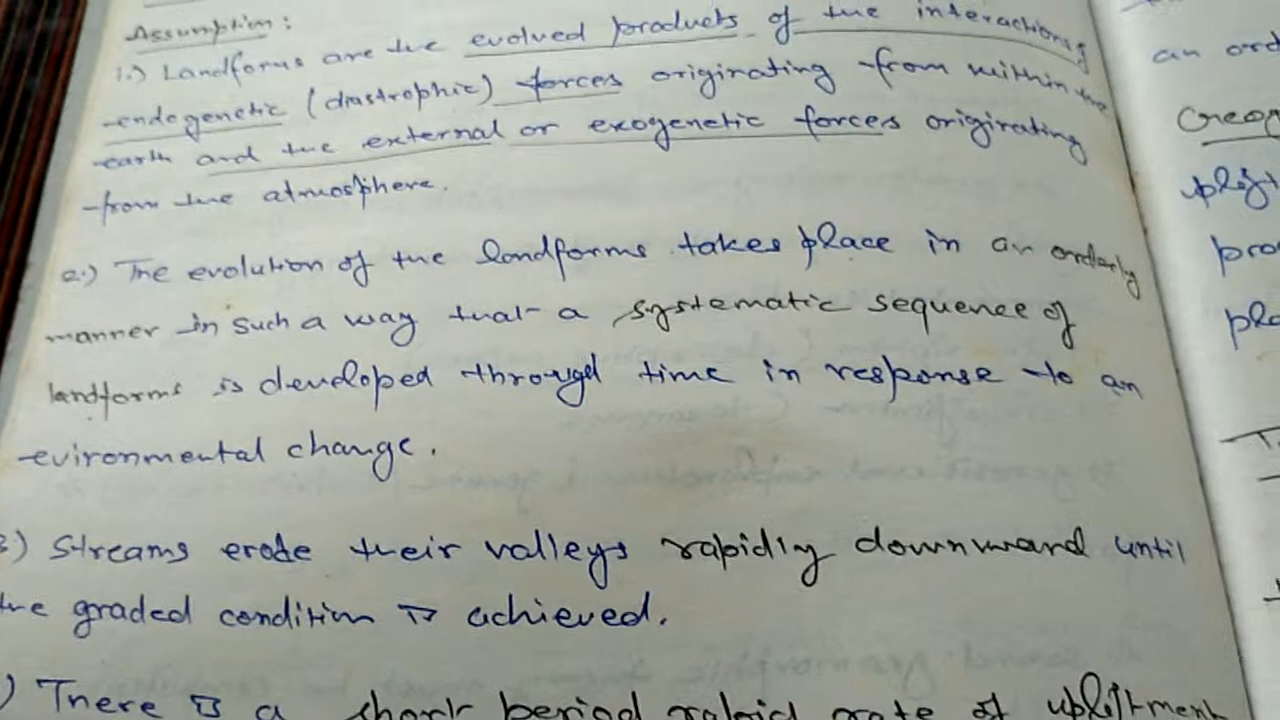 Assumption:
1.) Landforms are the evolved products of the interactions of
endogenetic (diastrophic) forces originating from within the
earth and the external or exogenetic forces originating
from the atmosphere.
2.) The evolution of the landforms takes place in an orderly
manner in such a way that a systematic sequence of
landforms is developed through time in response to an
evironmental change.
3) Streams erode their valleys rapidly downward until
the graded condition is achieved.
) There is a short period rapid rate of upliftment
an ord
Geog
uplift
pro
pla